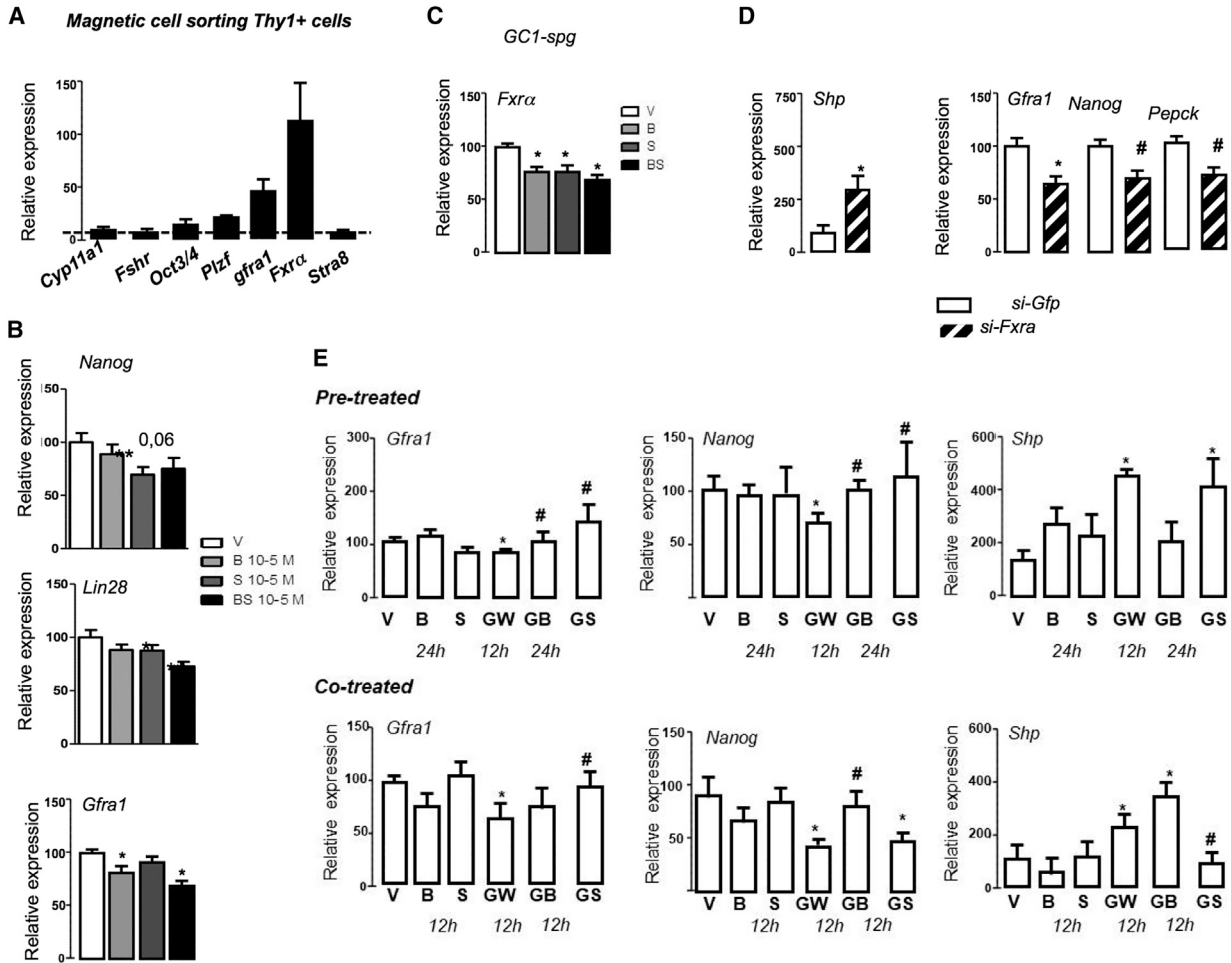 A
Magnetic cell sorting Thy1+ cells
Relative expression
150
100
50
0
Cyp11a1
Fshr
Oct3/4
Plzf
gfra1
Fxrα
Stra8
B
Nanog
Relative expression
150
100
50
0
**
0,06
V
B 10-5 M
S 10-5 M
BS 10-5 M
Lin28
Relative expression
150
100
50
0
*
*
Gfra1
Relative expression
150
100
50
0
*
*
C
GC1-spg
Fxrα
Relative expression
150
100
50
0
*
*
*
V
B
S
BS
D
Shp
Relative expression
750
500
250
0
*
Gfra1
Nanog
Pepck
Relative expression
150
100
50
0
*
#
#
si-Gfp
si-Fxra
E
Pre-treated
Gfra1
Relative expression
300
200
100
0
*
#
#
V B S GW GB GS
24h 12h 24h
Nanog
Relative expression
150
100
50
0
*
#
#
V B S GW GB GS
24h 12h 24h
Shp
Relative expression
600
400
200
0
*
*
V B S GW GB GS
24h 12h 24h
Co-treated
Gfra1
Relative expression
150
100
50
0
*
#
V B S GW GB GS
12h 12h 12h
Nanog
Relative expression
150
100
50
0
*
#
*
V B S GW GB GS
12h 12h 12h
Shp
Relative expression
600
400
200
0
*
*
#
V B S GW GB GS
12h 12h 12h